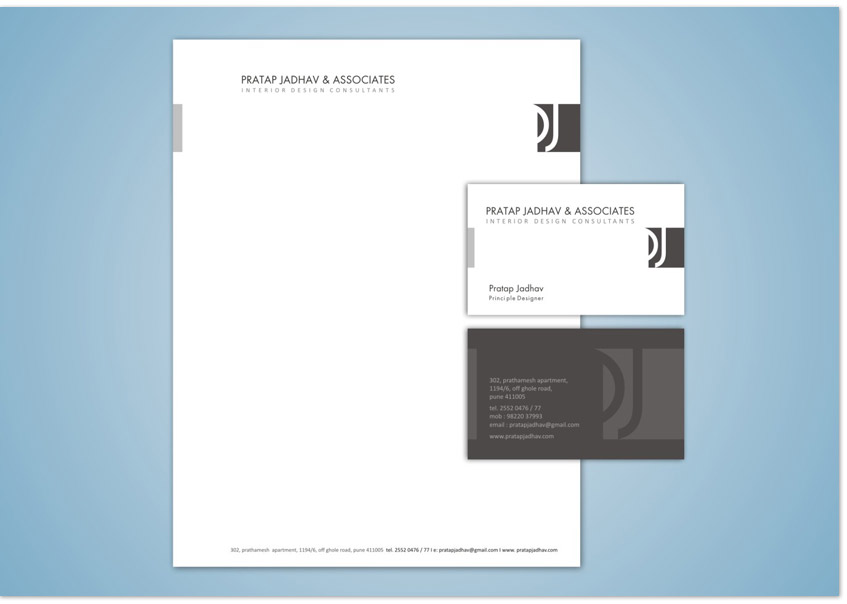 PRATAP JADHAV & ASSOCIATES
INTERIOR DESIGN CONSULTANTS
PJ
PRATAP JADHAV & ASSOCIATES
INTERIOR DESIGN CONSULTANTS
PJ
Pratap Jadhav
Principle Designer
302, prathamesh apartment,
1194/6, off ghole road,
pune 411005
tel. 2552 0476 / 77
mob : 98220 37993
email : pratapjadhav@gmail.com
www.pratapjadhav.com
PJ
302, prathamesh apartment, 1194/6, off ghole road, pune 411005 tel. 2552 0476 / 77 I e: pratapjadhav@gmail.com I www. pratapjadhav.com